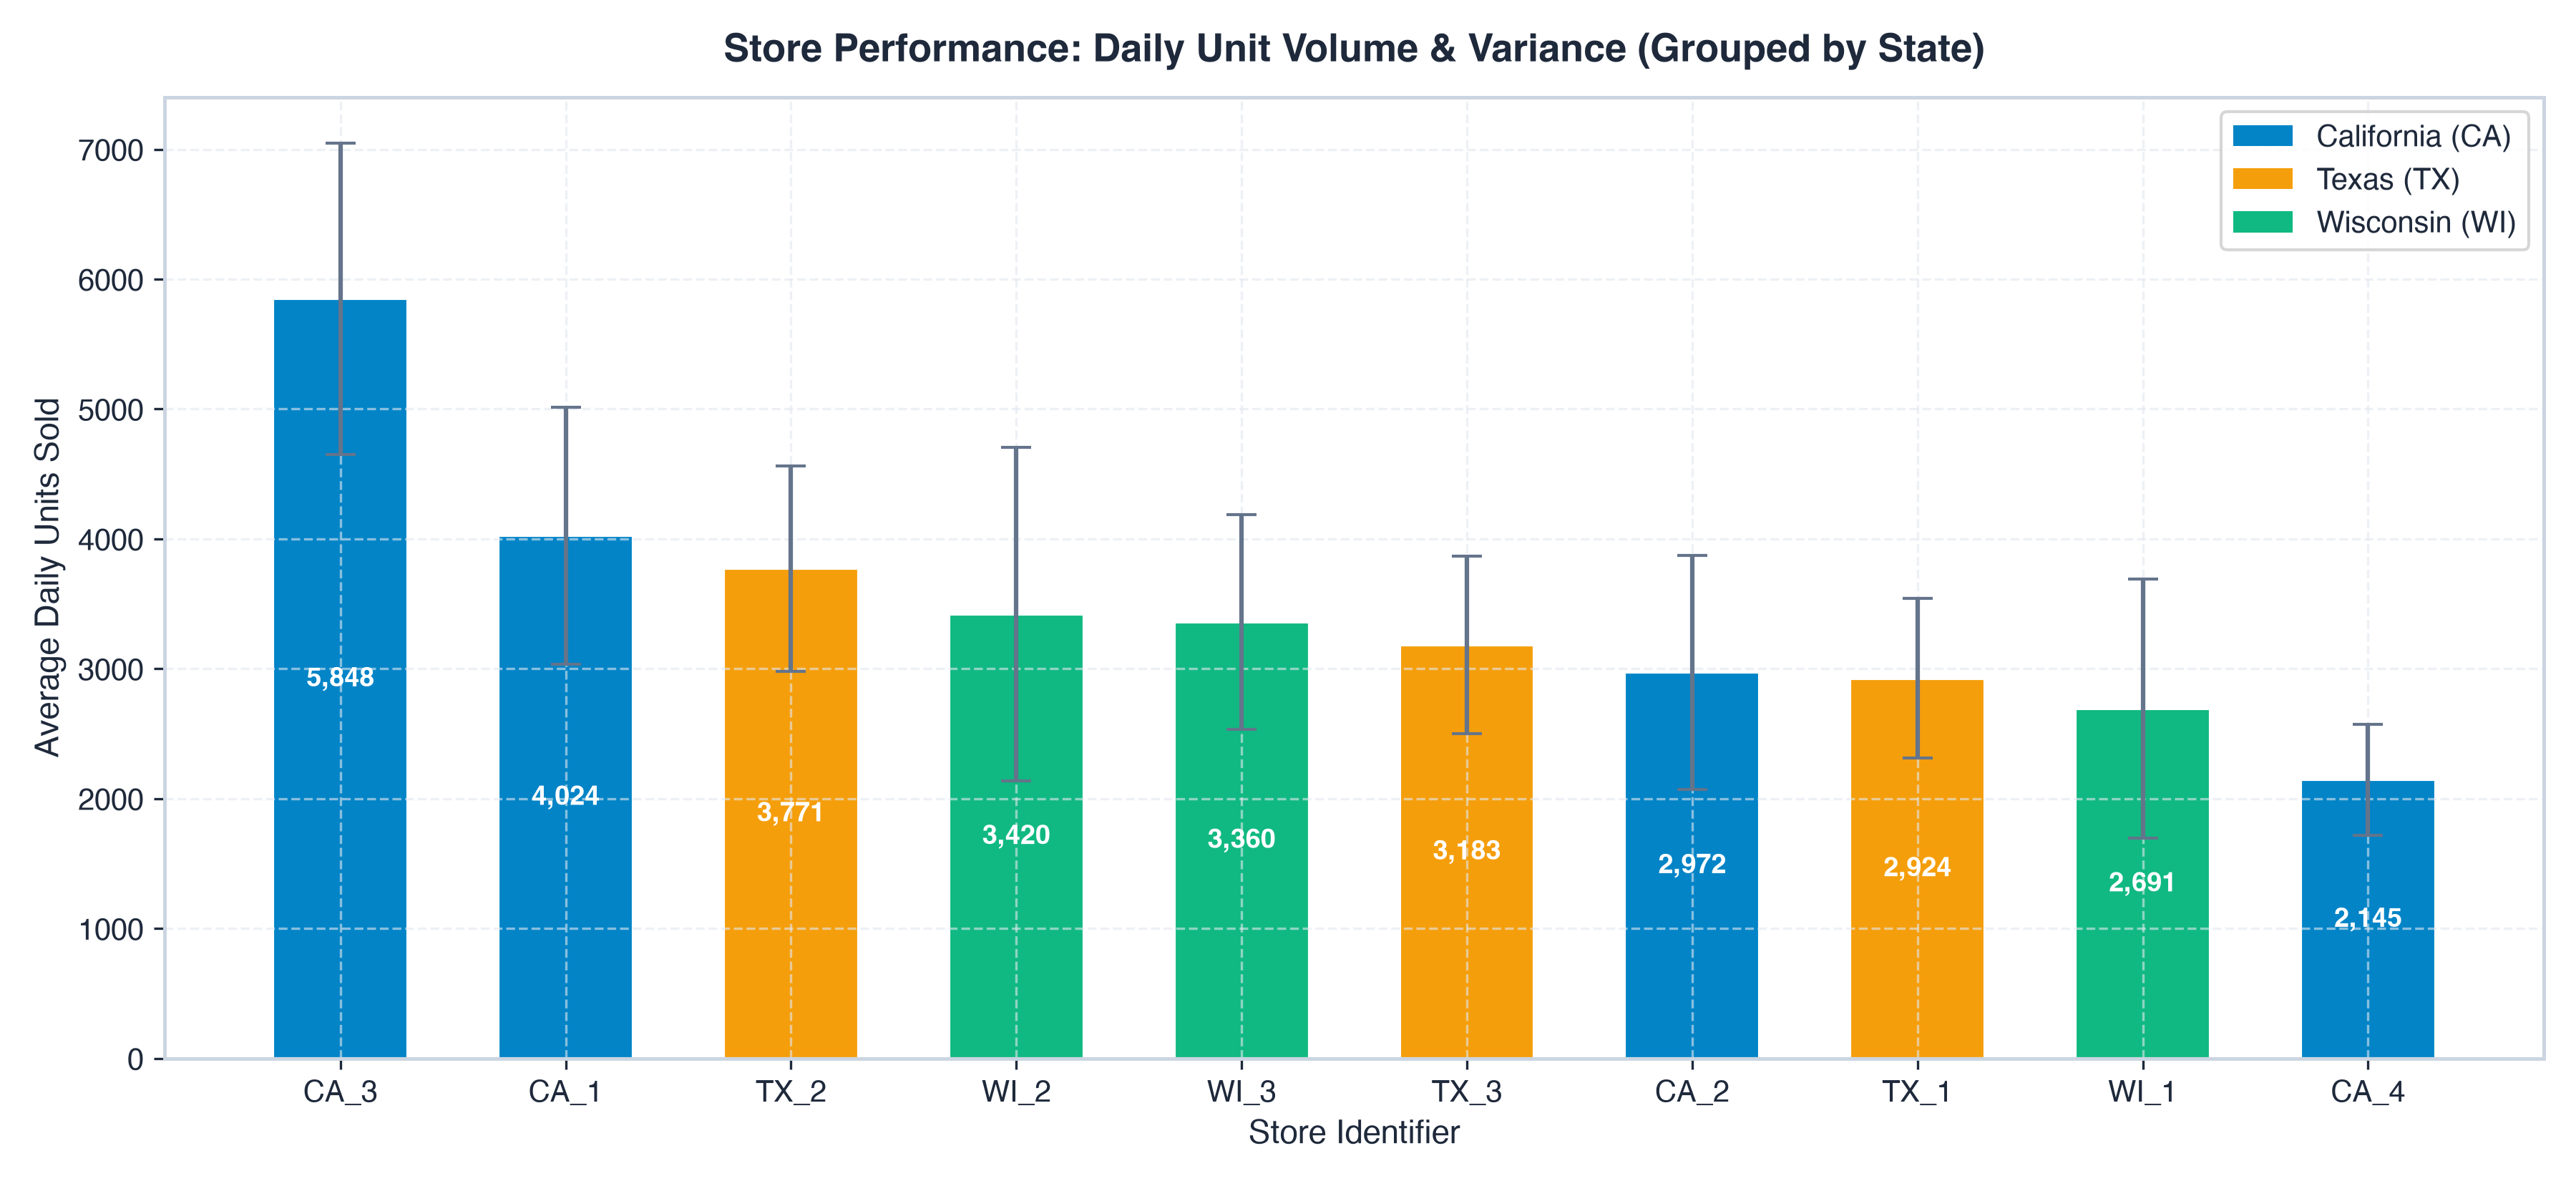 Store Performance: Daily Unit Volume & Variance (Grouped by State)
California (CA)
Texas (TX)
Wisconsin (WI)
Average Daily Units Sold
7000
6000
5000
4000
3000
2000
1000
0
5,848
4,024
3,771
3,420
3,360
3,183
2,972
2,924
2,691
2,145
CA_3 CA_1 TX_2 WI_2 WI_3 TX_3 CA_2 TX_1 WI_1 CA_4
Store Identifier